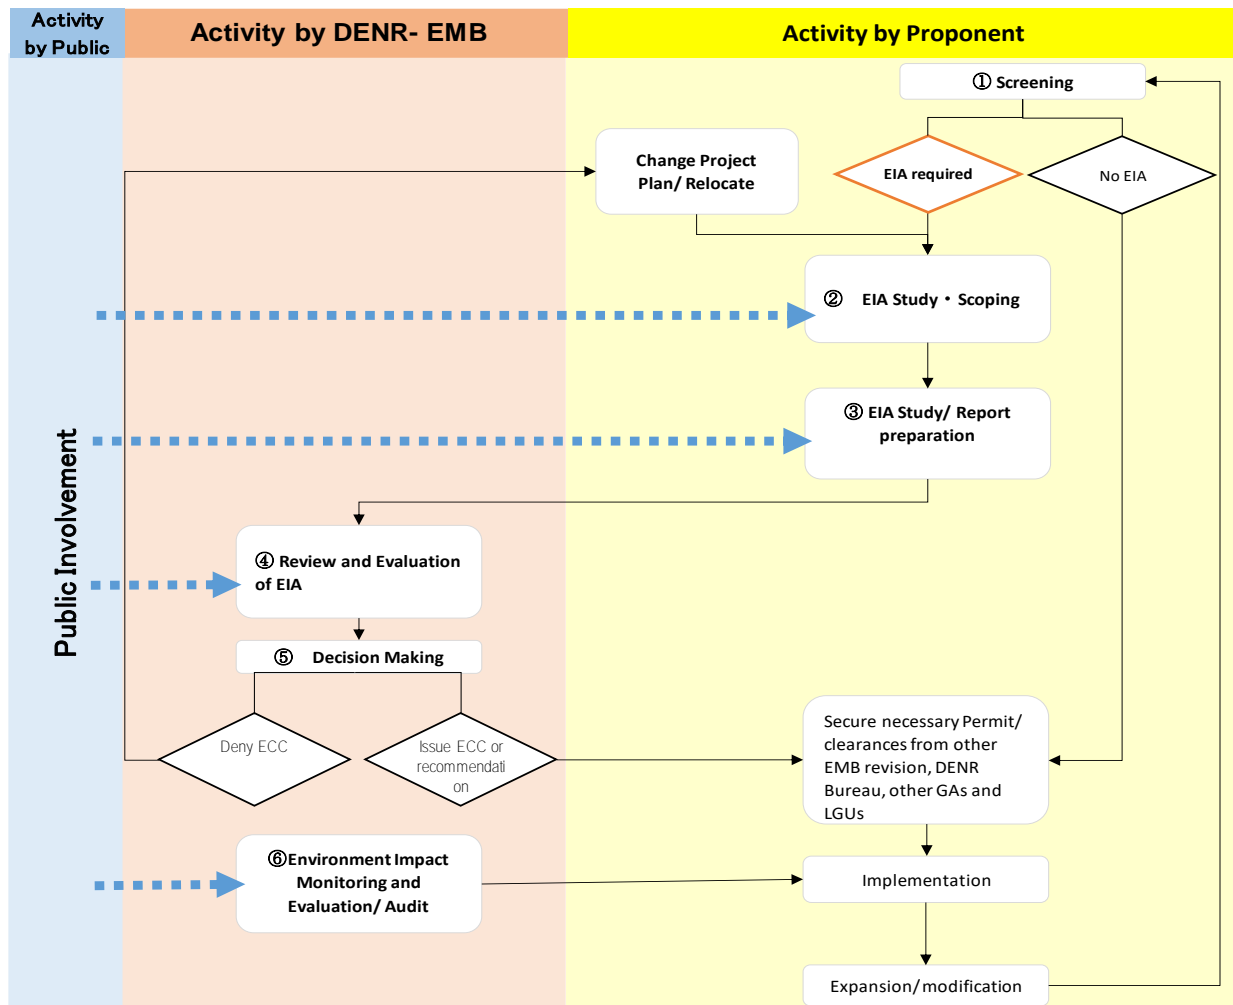 Activity
by Public
Activity by DENR- EMB
Activity by Proponent
① Screening
Change Project
Plan/ Relocate
EIA required
No EIA
② EIA Study・Scoping
③ EIA Study/ Report
preparation
Public Involvement
④ Review and Evaluation
of EIA
⑤ Decision Making
Deny ECC
Issue ECC or
recommendati
on
Secure necessary Permit/
clearances from other
EMB revision, DENR
Bureau, other GAs and
LGUs
⑥Environment Impact
Monitoring and
Evaluation/ Audit
Implementation
Expansion/modification